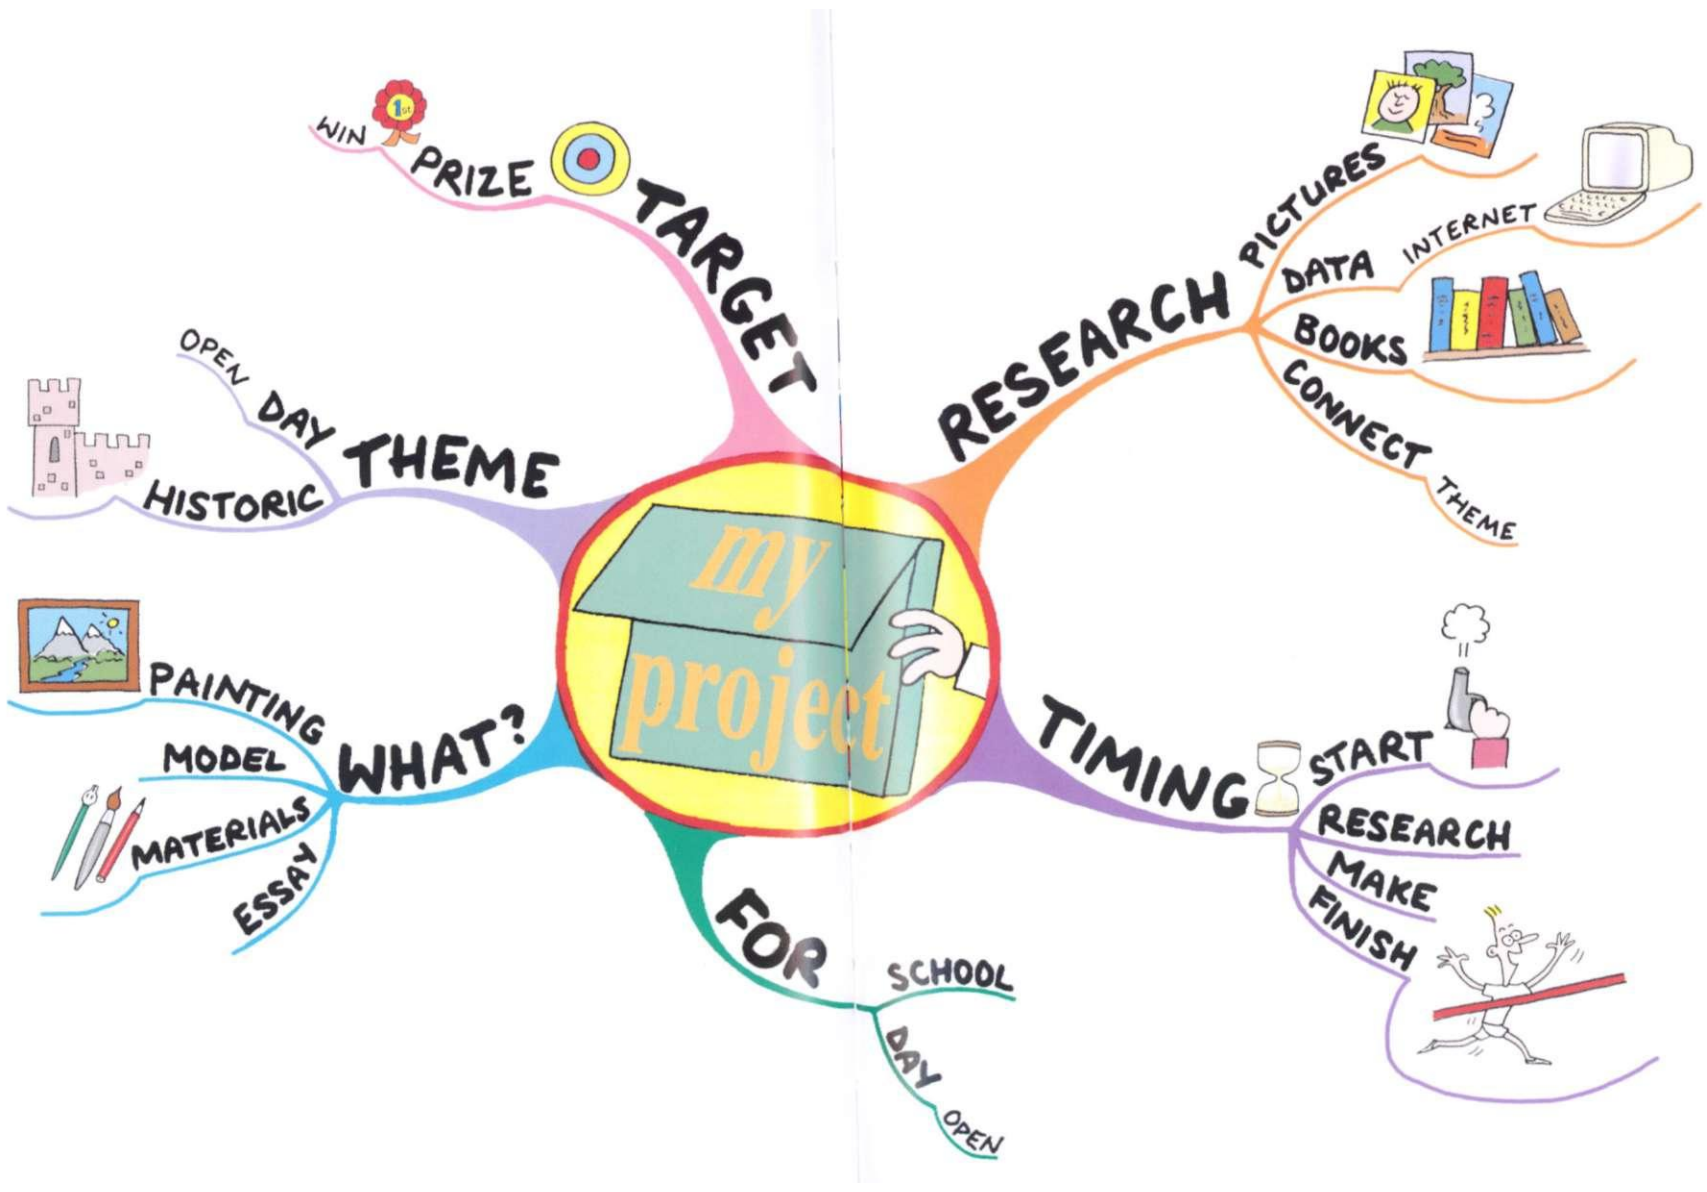 my
project
RESEARCH
PICTURES
DATA
INTERNET
BOOKS
CONNECT
THEME
TIMING
START
RESEARCH
MAKE
FINISH
FOR
SCHOOL
DAY
OPEN
WHAT?
PAINTING
MODEL
MATERIALS
ESSAY
THEME
DAY
OPEN
HISTORIC
TARGET
PRIZE
WIN
1st